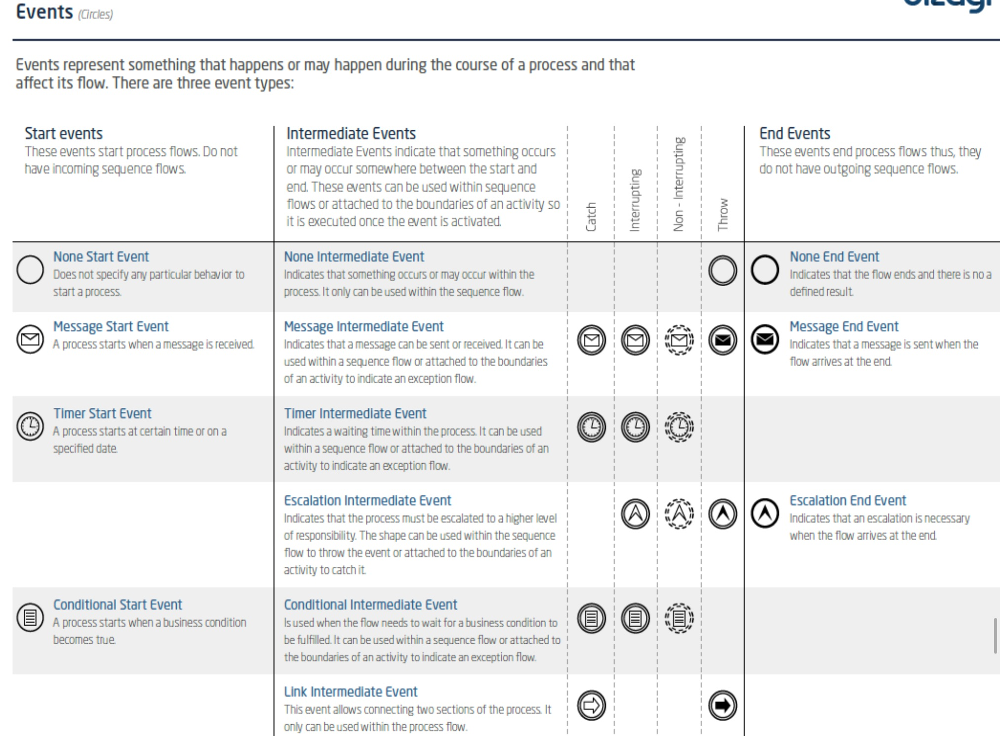 Events (Circles)
bizagi
Events represent something that happens or may happen during the course of a process and that
affect its flow. There are three event types:
Start events
These events start process flows. Do not
have incoming sequence flows.
Intermediate Events
Intermediate Events indicate that something occurs
or may occur somewhere between the start and
end. These events can be used within sequence
flows or attached to the boundaries of an activity so
it is executed once the event is activated.
Catch
Interrupting
Non - Interrupting
Throw
End Events
These events end process flows thus, they
do not have outgoing sequence flows.
None Start Event
Does not specify any particular behavior to
start a process.
None Intermediate Event
Indicates that something occurs or may occur within the
process. It only can be used within the sequence flow.
None End Event
Indicates that the flow ends and there is no a
defined result.
Message Start Event
A process starts when a message is received.
Message Intermediate Event
Indicates that a message can be sent or received. It can be
used within a sequence flow or attached to the boundaries
of an activity to indicate an exception flow.
Message End Event
Indicates that a message is sent when the
flow arrives at the end.
Timer Start Event
A process starts at certain time or on a
specified date.
Timer Intermediate Event
Indicates a waiting time within the process. It can be used
within a sequence flow or attached to the boundaries of an
activity to indicate an exception flow.
Escalation Intermediate Event
Indicates that the process must be escalated to a higher level
of responsibility. The shape can be used within the sequence
flow to throw the event or attached to the boundaries of an
activity to catch it.
Escalation End Event
Indicates that an escalation is necessary
when the flow arrives at the end.
Conditional Start Event
A process starts when a business condition
becomes true.
Conditional Intermediate Event
Is used when the flow needs to wait for a business condition to
be fulfilled. It can be used within a sequence flow or attached to
the boundaries of an activity to indicate an exception flow.
Link Intermediate Event
This event allows connecting two sections of the process. It
only can be used within the process flow.